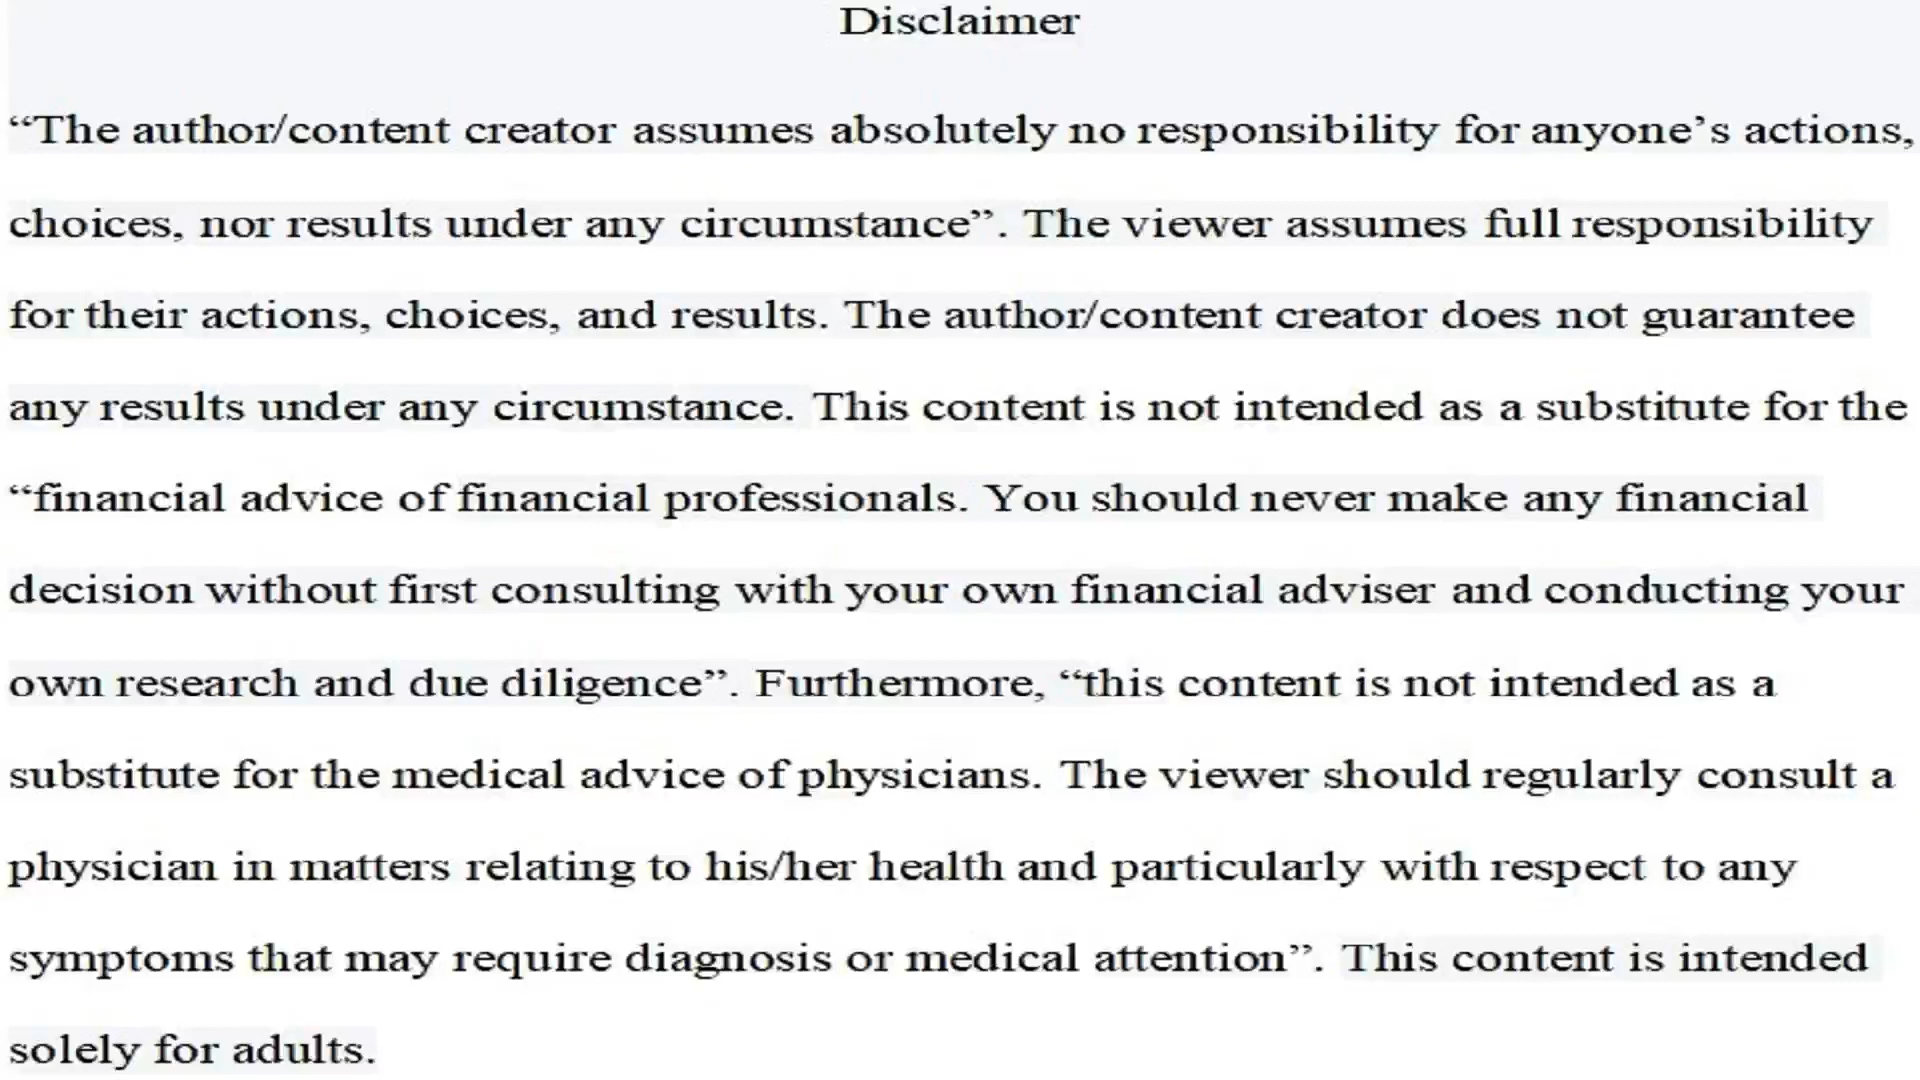 Disclaimer
“The author/content creator assumes absolutely no responsibility for anyone’s actions,
choices, nor results under any circumstance”. The viewer assumes full responsibility
for their actions, choices, and results. The author/content creator does not guarantee
any results under any circumstance. This content is not intended as a substitute for the
“financial advice of financial professionals. You should never make any financial
decision without first consulting with your own financial adviser and conducting your
own research and due diligence”. Furthermore, “this content is not intended as a
substitute for the medical advice of physicians. The viewer should regularly consult a
physician in matters relating to his/her health and particularly with respect to any
symptoms that may require diagnosis or medical attention”. This content is intended
solely for adults.